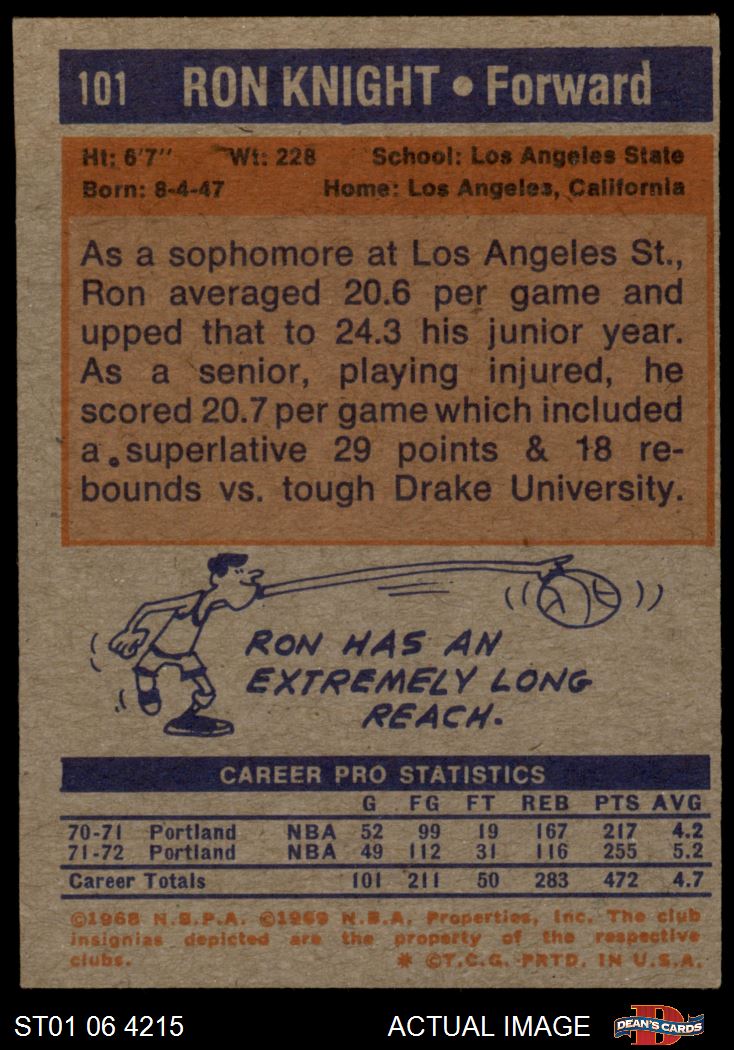 101 RON KNIGHT • Forward
Ht: 6'7" Wt: 228 School: Los Angeles State
Born: 8-4-47 Home: Los Angeles, California
As a sophomore at Los Angeles St.,
Ron averaged 20.6 per game and
upped that to 24.3 his junior year.
As a senior, playing injured, he
scored 20.7 per game which included
a superlative 29 points & 18 re-
bounds vs. tough Drake University.
RON HAS AN
EXTREMELY LONG
REACH.
CAREER PRO STATISTICS
G FG FT REB PTS AVG
70-71 Portland NBA 52 99 19 167 217 4.2
71-72 Portland NBA 49 112 31 116 255 5.2
Career Totals 101 211 50 283 472 4.7
©1968 N.B.P.A. ©1969 N.B.A. Properties, Inc. The club
insignias depicted are the property of the respective
clubs. * ©T.C.G. PRTD. IN U.S.A.
ST01 06 4215 ACTUAL IMAGE DEAN'S CARDS